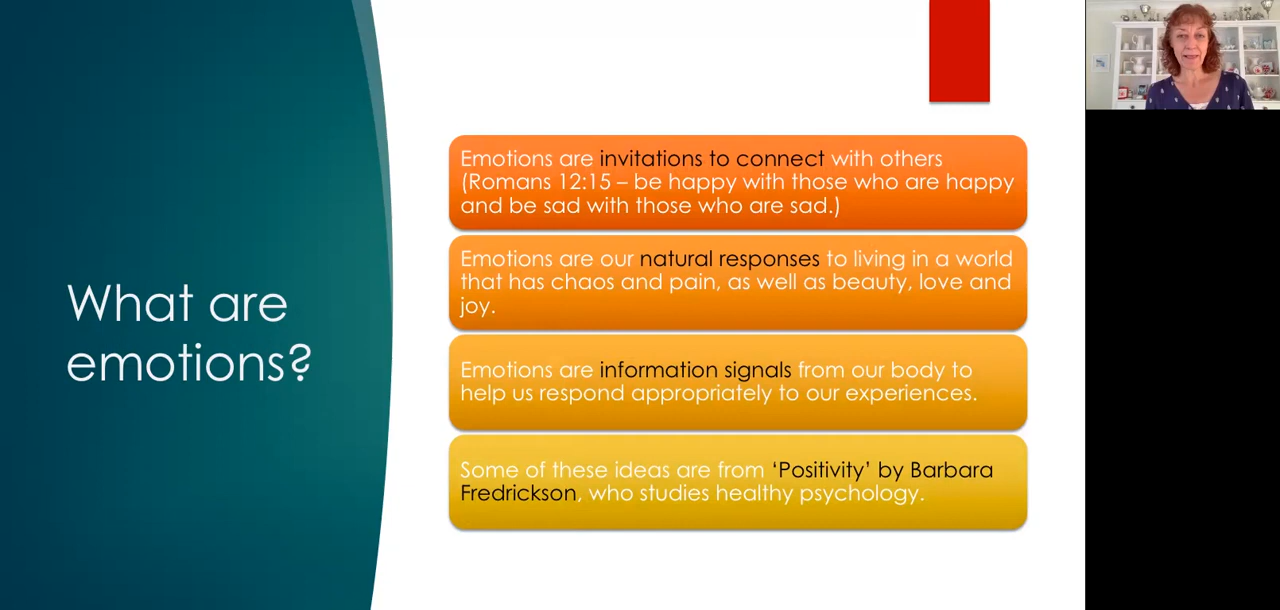 What are
emotions?
Emotions are invitations to connect with others
(Romans 12:15 – be happy with those who are happy
and be sad with those who are sad.)
Emotions are our natural responses to living in a world
that has chaos and pain, as well as beauty, love and
joy.
Emotions are information signals from our body to
help us respond appropriately to our experiences.
Some of these ideas are from ‘Positivity’ by Barbara
Fredrickson, who studies healthy psychology.